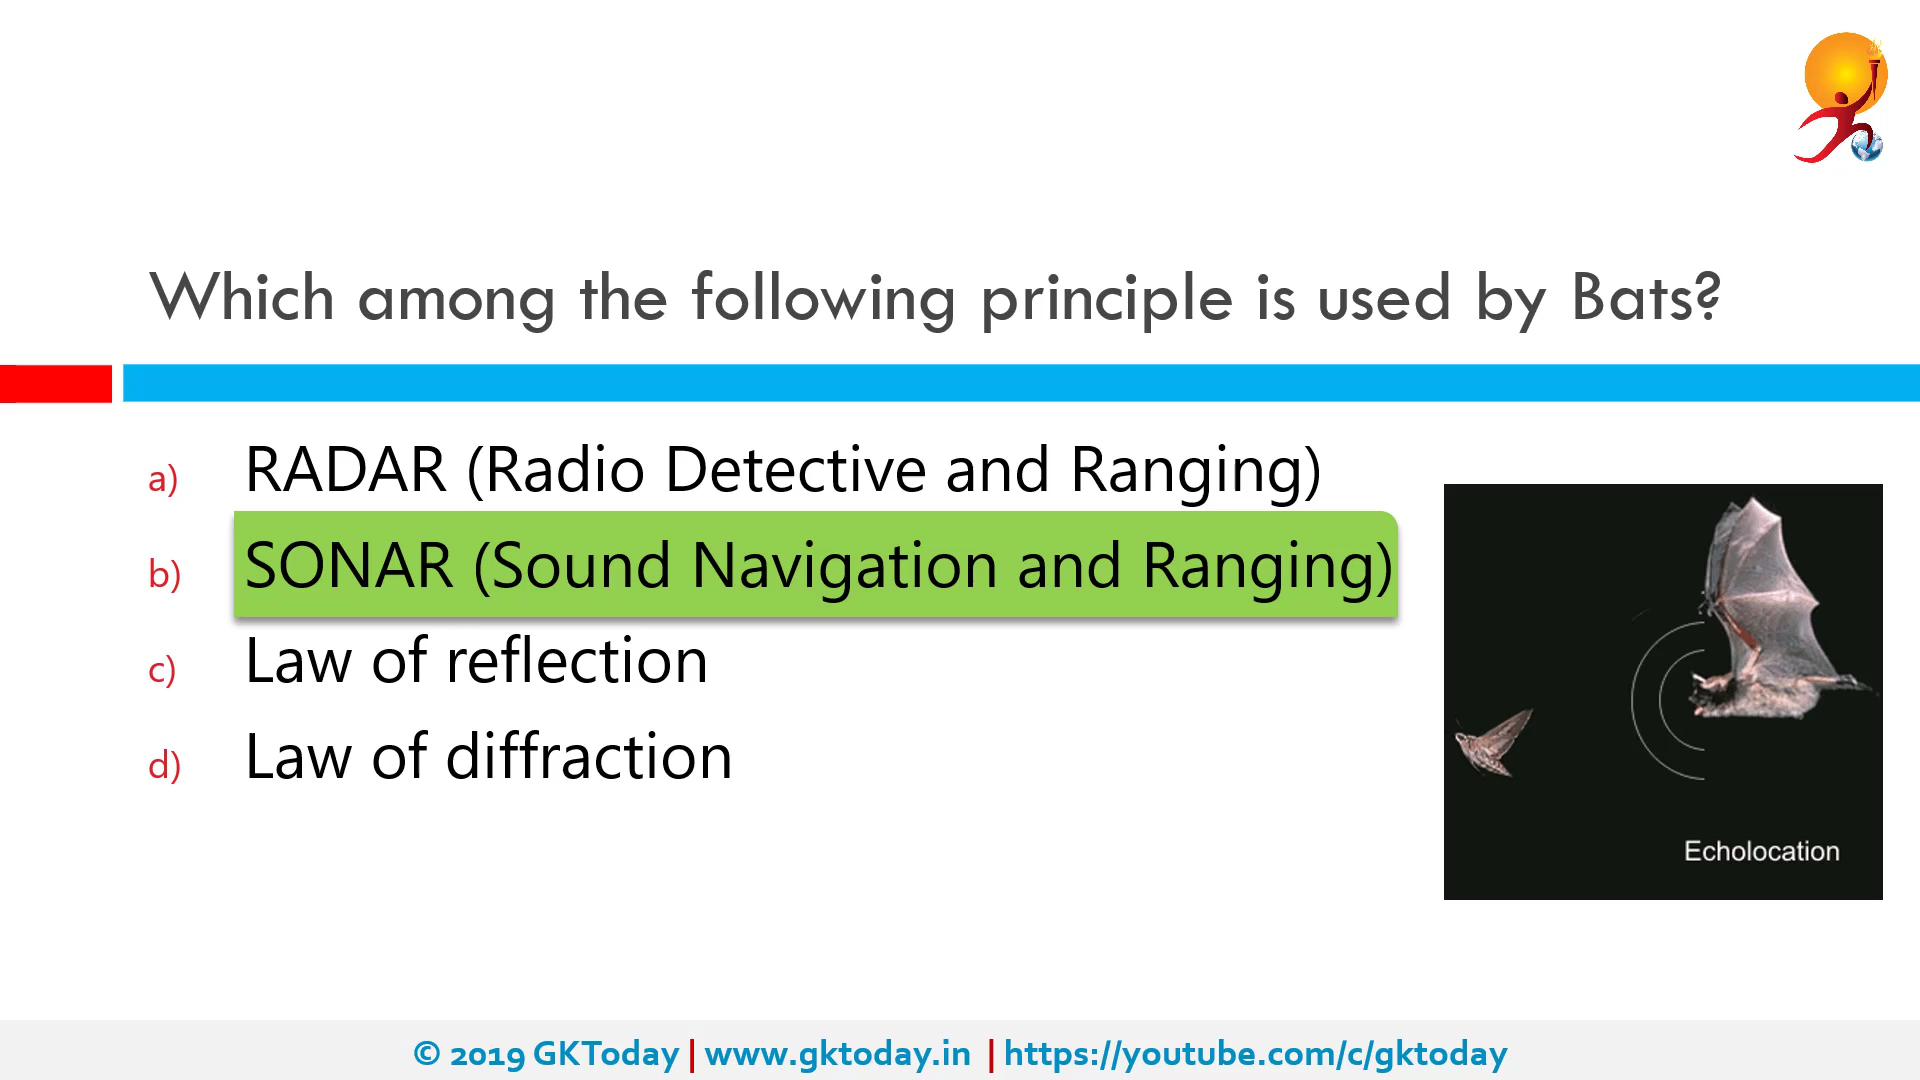 Which among the following principle is used by Bats?
a) RADAR (Radio Detective and Ranging)
b) SONAR (Sound Navigation and Ranging)
c) Law of reflection
d) Law of diffraction
Echolocation
© 2019 GKToday | www.gktoday.in | https://youtube.com/c/gktoday